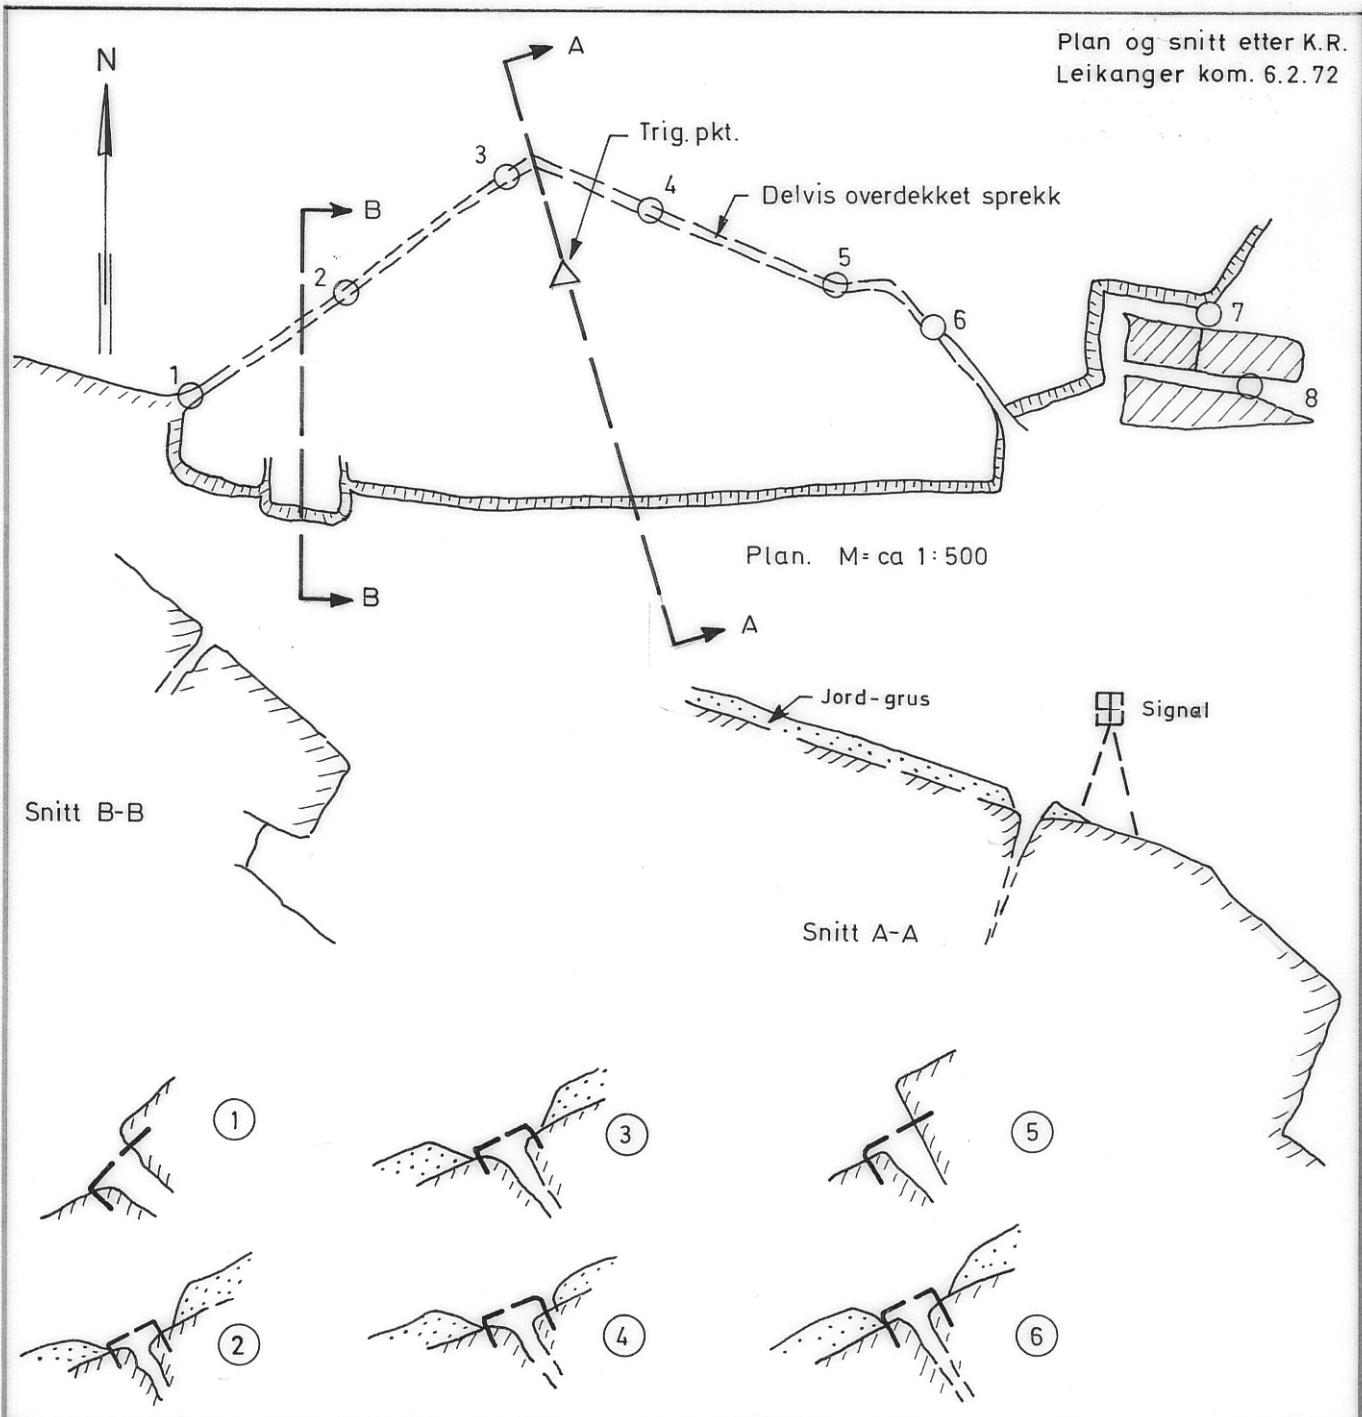 Plan og snitt etter K.R.
Leikanger kom. 6.2.72
N
A
Trig. pkt.
3
4
B
Delvis overdekket sprekk
2
5
6
7
1
8
Plan. M= ca 1:500
B
A
Jord-grus
Signal
Snitt B-B
Snitt A-A
1
3
5
2
4
6